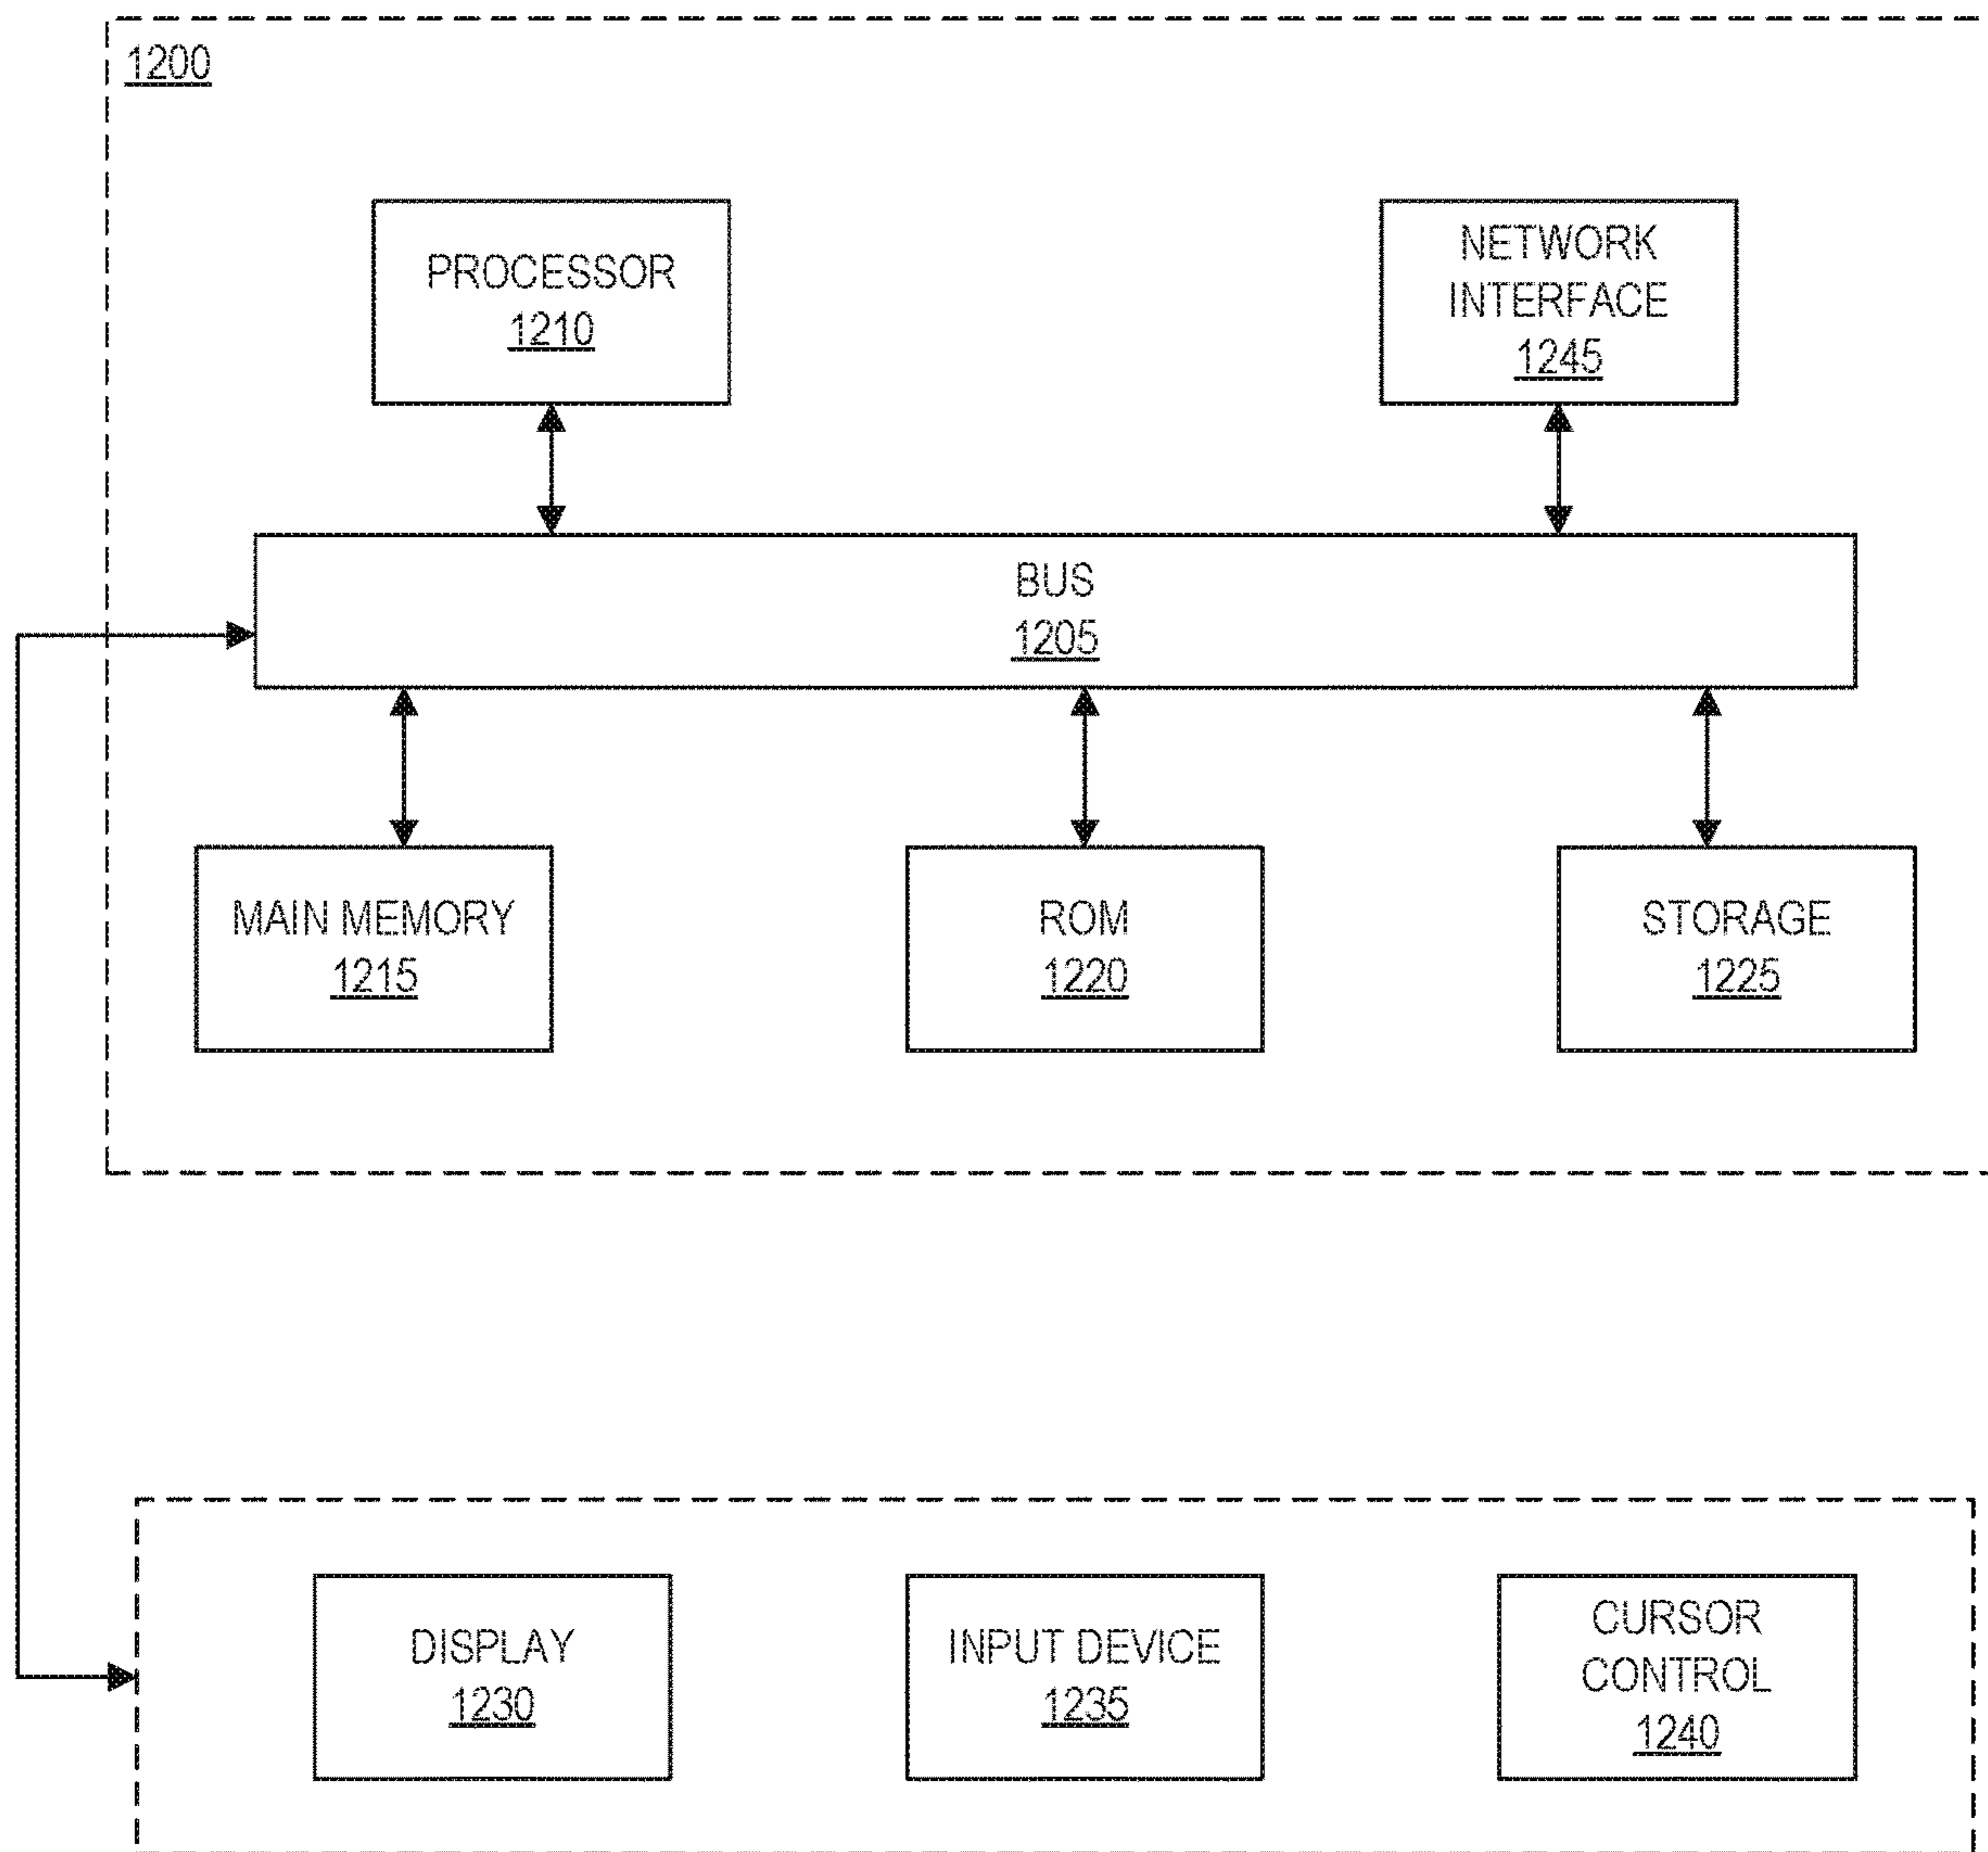 1200
PROCESSOR
1210
NETWORK
INTERFACE
1245
BUS
1205
MAIN MEMORY
1215
ROM
1220
STORAGE
1225
DISPLAY
1230
INPUT DEVICE
1235
CURSOR
CONTROL
1240